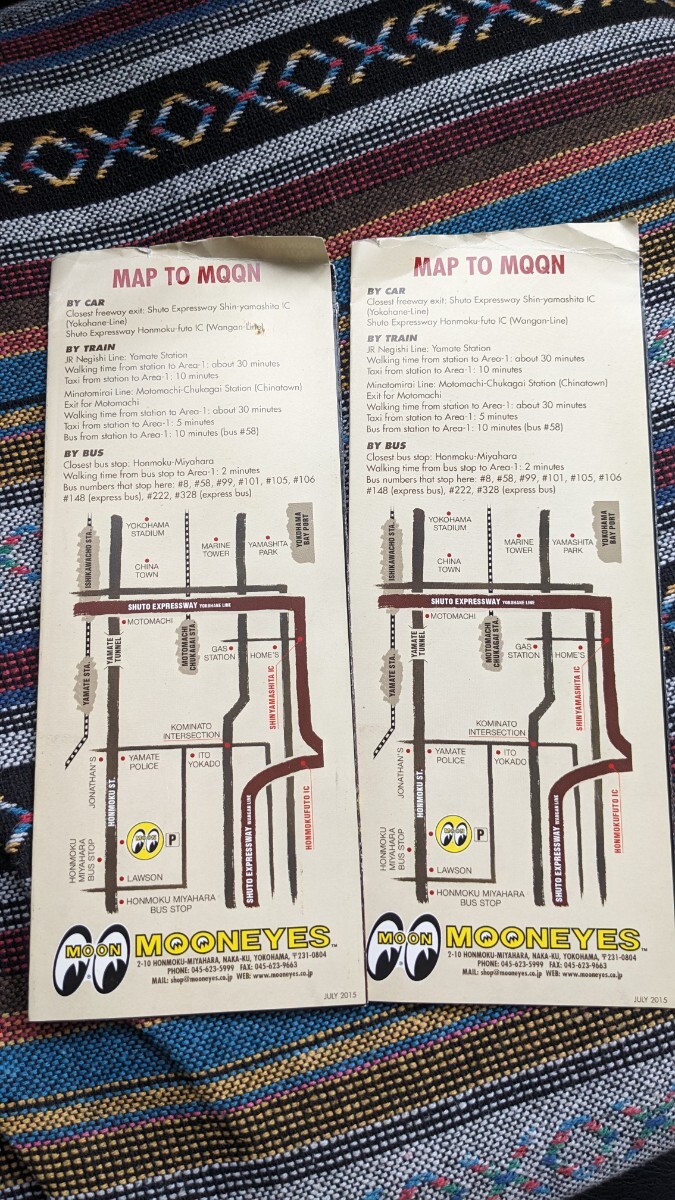 MAP TO MQQN
BY CAR
Closest freeway exit: Shuto Expressway Shin-yamashita IC
(Yokohane-Line)
Shuto Expressway Honmoku-futo IC (Wangan-Line)
BY TRAIN
JR Negishi Line: Yamate Station
Walking time from station to Area-1: about 30 minutes
Taxi from station to Area-1: 10 minutes
Minatomirai Line: Motomachi-Chukagai Station (Chinatown)
Exit for Motomachi
Walking time from station to Area-1: about 30 minutes
Taxi from station to Area-1: 5 minutes
Bus from station to Area-1: 10 minutes (bus #58)
BY BUS
Closest bus stop: Honmoku-Miyahara
Walking time from bus stop to Area-1: 2 minutes
Bus numbers that stop here: #8, #58, #99, #101, #105, #106
#148 (express bus), #222, #328 (express bus)
ISHIKAWACHO STA.
YOKOHAMA
STADIUM
CHINA
TOWN
MARINE
TOWER
YAMASHITA
PARK
YOKOHAMA
BAY PORT
SHUTO EXPRESSWAY YOKOHANE LINE
MOTOMACHI
YAMATE
TUNNEL
YAMATE STA.
MOTOMACHI
CHUKAGAI STA.
GAS
STATION
HOME'S
SHINYAMASHITA IC
KOMINATO
INTERSECTION
JONATHAN'S
YAMATE
POLICE
ITO
YOKADO
HONMOKU ST.
SHUTO EXPRESSWAY WANGAN LINE
HONMOKUFUTO IC
HONMOKU
MIYAHARA
BUS STOP
MOON
P
LAWSON
HONMOKU MIYAHARA
BUS STOP
MOON
MOONEYES™
2-10 HONMOKU-MIYAHARA, NAKA-KU, YOKOHAMA, 〒231-0804
PHONE: 045-623-5999 FAX: 045-623-9663
MAIL: shop@mooneyes.co.jp WEB: www.mooneyes.co.jp
JULY 2015
MAP TO MQQN
BY CAR
Closest freeway exit: Shuto Expressway Shin-yamashita IC
(Yokohane-Line)
Shuto Expressway Honmoku-futo IC (Wangan-Line)
BY TRAIN
JR Negishi Line: Yamate Station
Walking time from station to Area-1: about 30 minutes
Taxi from station to Area-1: 10 minutes
Minatomirai Line: Motomachi-Chukagai Station (Chinatown)
Exit for Motomachi
Walking time from station to Area-1: about 30 minutes
Taxi from station to Area-1: 5 minutes
Bus from station to Area-1: 10 minutes (bus #58)
BY BUS
Closest bus stop: Honmoku-Miyahara
Walking time from bus stop to Area-1: 2 minutes
Bus numbers that stop here: #8, #58, #99, #101, #105, #106
#148 (express bus), #222, #328 (express bus)
ISHIKAWACHO STA.
YOKOHAMA
STADIUM
CHINA
TOWN
MARINE
TOWER
YAMASHITA
PARK
YOKOHAMA
BAY PORT
SHUTO EXPRESSWAY YOKOHANE LINE
MOTOMACHI
YAMATE
TUNNEL
YAMATE STA.
MOTOMACHI
CHUKAGAI STA.
GAS
STATION
HOME'S
SHINYAMASHITA IC
KOMINATO
INTERSECTION
JONATHAN'S
YAMATE
POLICE
ITO
YOKADO
HONMOKU ST.
SHUTO EXPRESSWAY WANGAN LINE
HONMOKUFUTO IC
HONMOKU
MIYAHARA
BUS STOP
MOON
P
LAWSON
HONMOKU MIYAHARA
BUS STOP
MOON
MOONEYES™
2-10 HONMOKU-MIYAHARA, NAKA-KU, YOKOHAMA, 〒231-0804
PHONE: 045-623-5999 FAX: 045-623-9663
MAIL: shop@mooneyes.co.jp WEB: www.mooneyes.co.jp
JULY 2015